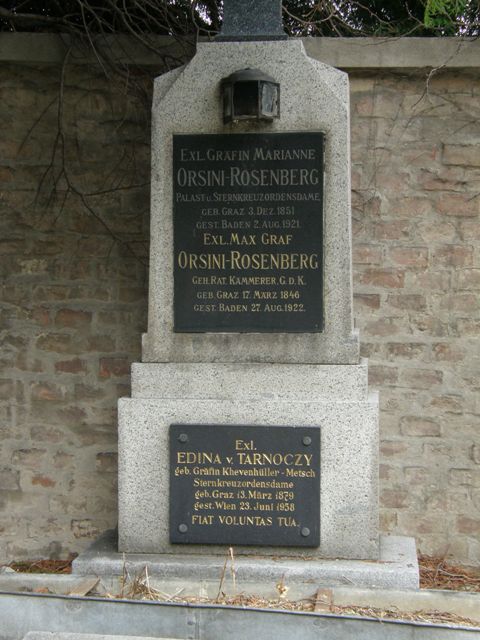 Exl. Gräfin Marianne
Orsini-Rosenberg
Palast u. Sternkreuzordensdame,
geb. Graz 3. Dez. 1851
gest. Baden 2. Aug. 1921.
Exl. Max Graf
Orsini-Rosenberg
Geh. Rat, Kämmerer, G.d.K.
geb. Graz 17. März 1846
gest. Baden 27. Aug. 1922.
Exl.
Edina v. Tarnoczy
geb. Gräfin Khevenhüller-Metsch
Sternkreuzordensdame
geb. Graz 13. März 1879
gest. Wien 23. Juni 1958
Fiat voluntas tua.